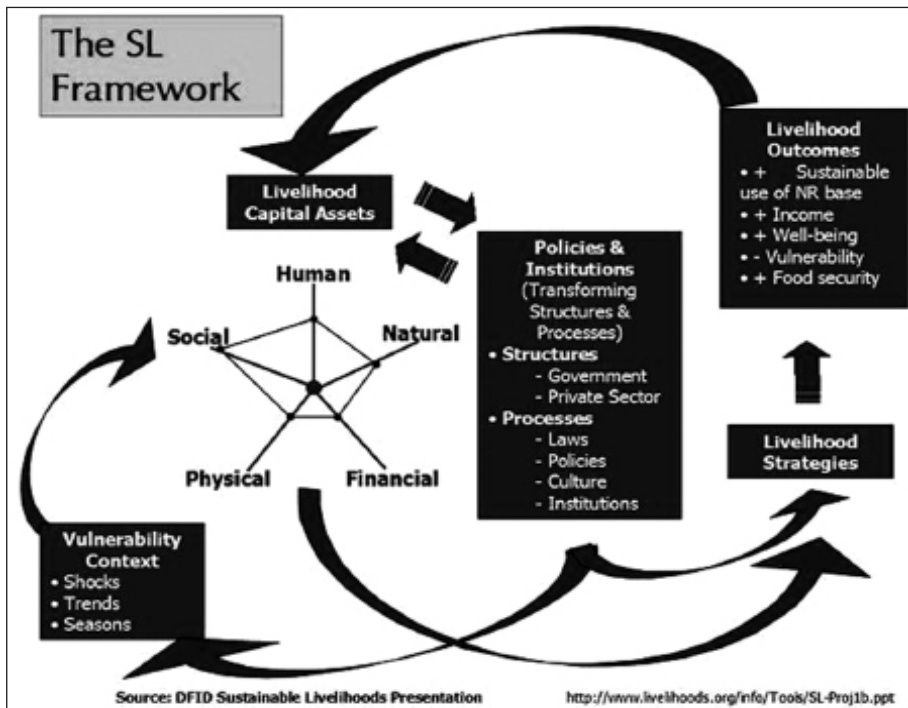 The SL
Framework
Livelihood
Capital Assets
Human
Social
Natural
Physical
Financial
Vulnerability
Context
• Shocks
• Trends
• Seasons
Policies &
Institutions
(Transforming
Structures &
Processes)
• Structures
- Government
- Private Sector
• Processes
- Laws
- Policies
- Culture
- Institutions
Livelihood
Outcomes
• + Sustainable
use of NR base
• + Income
• + Well-being
• - Vulnerability
• + Food security
Livelihood
Strategies
Source: DFID Sustainable Livelihoods Presentation
http://www.livelihoods.org/info/Tools/SL-Proj1b.ppt